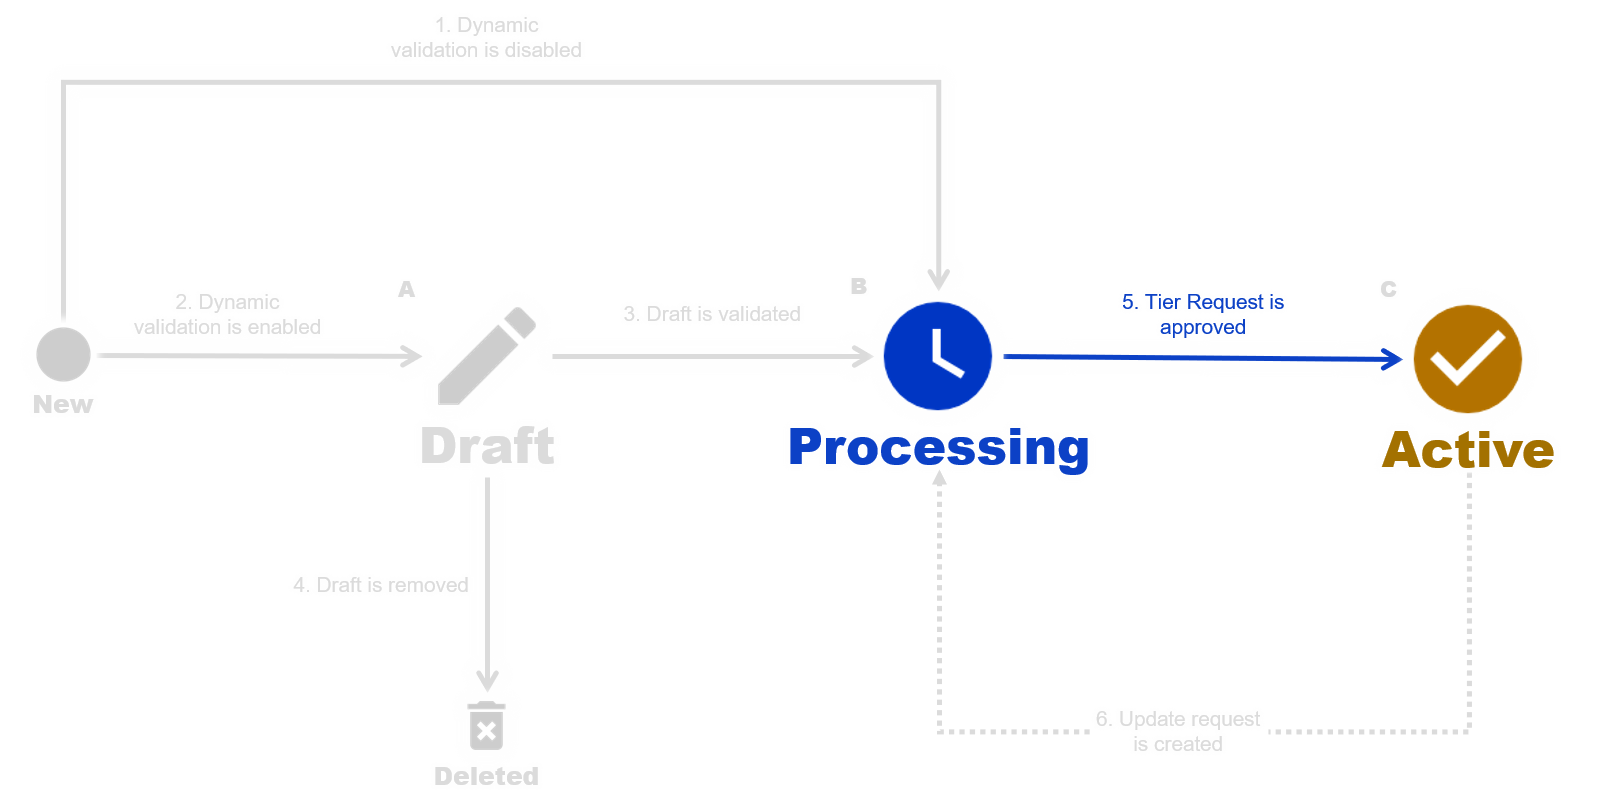 1. Dynamic
validation is disabled
2. Dynamic
validation is enabled
A
3. Draft is validated
B
5. Tier Request is
approved
C
New
Draft
Processing
Active
4. Draft is removed
6. Update request
is created
Deleted